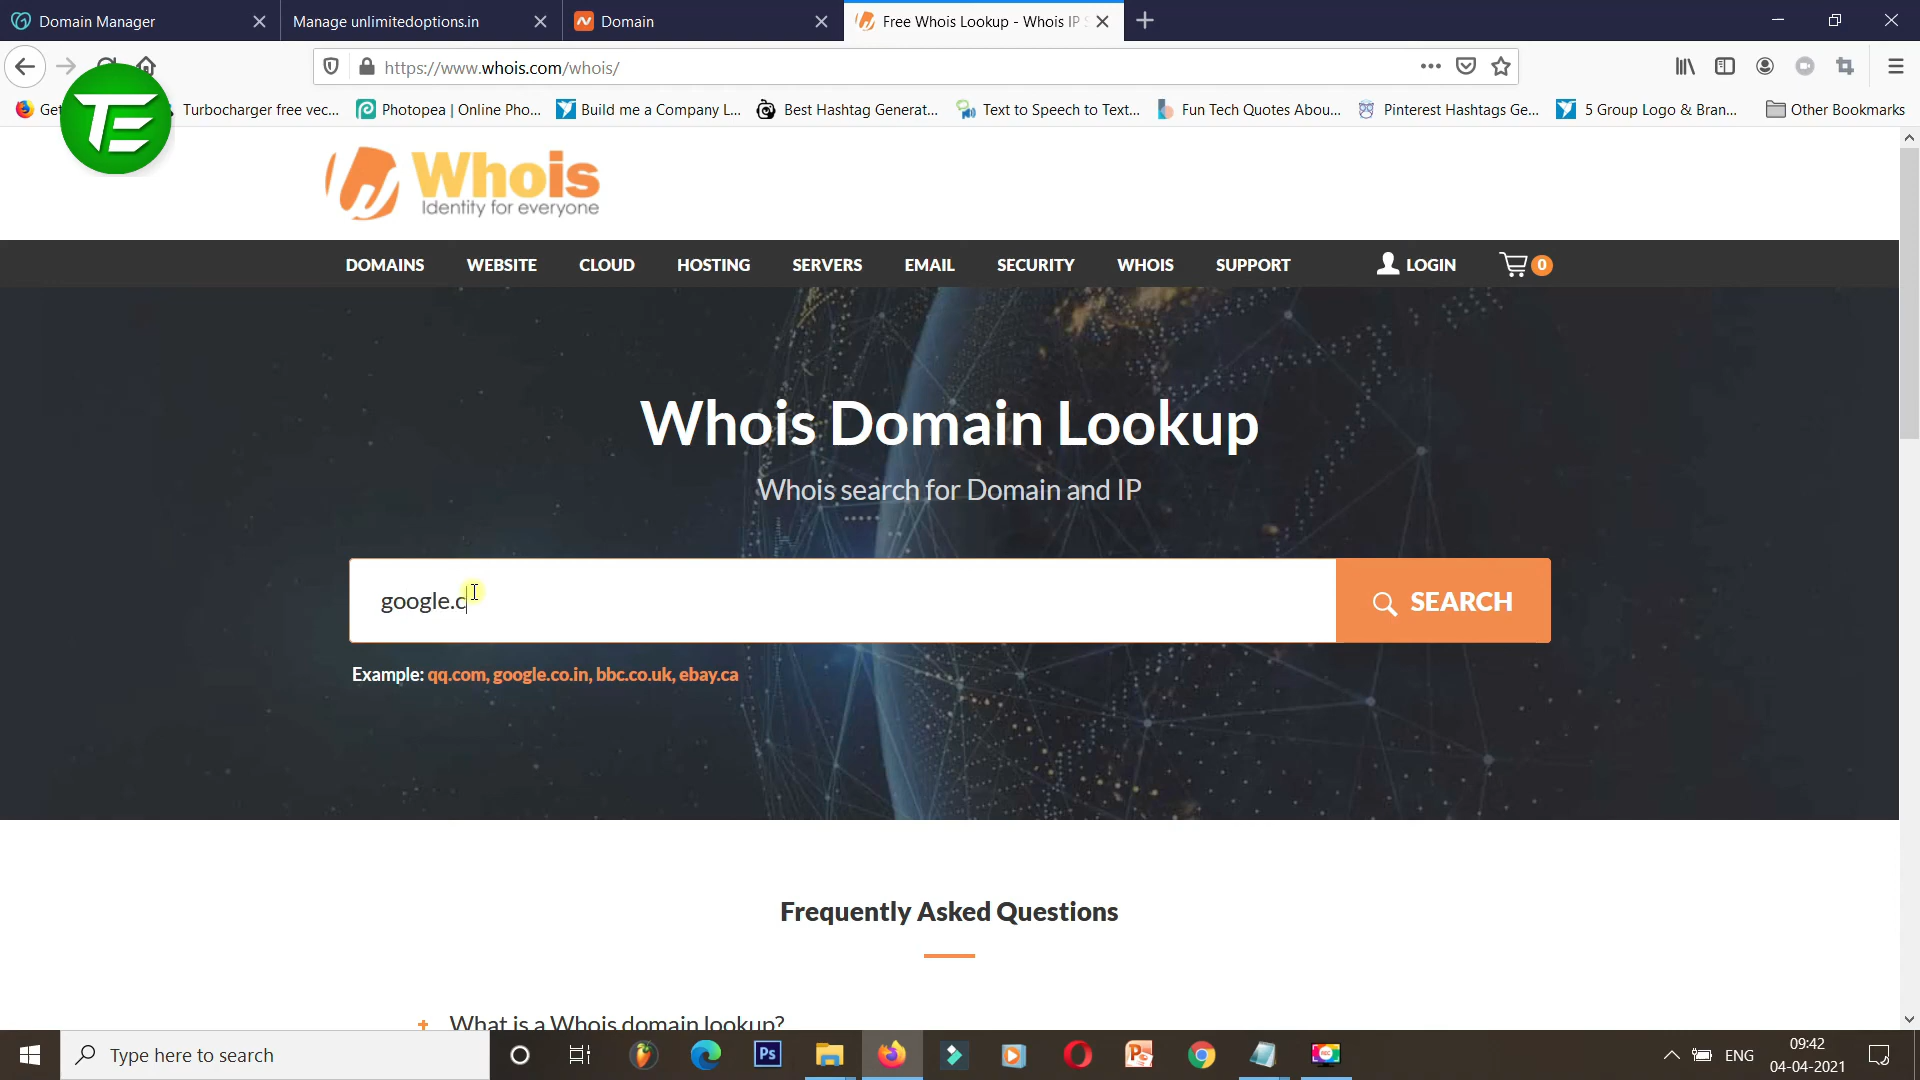 Domain Manager
Manage unlimitedoptions.in
Domain
Free Whois Lookup - Whois IP S
https://www.whois.com/whois/
Get
Turbocharger free vec...
Photopea | Online Pho...
Build me a Company L...
Best Hashtag Generat...
Text to Speech to Text...
Fun Tech Quotes Abou...
Pinterest Hashtags Ge...
5 Group Logo & Bran...
Other Bookmarks
TE
Whois
Identity for everyone
DOMAINS WEBSITE CLOUD HOSTING SERVERS EMAIL SECURITY WHOIS SUPPORT LOGIN 0
Whois Domain Lookup
Whois search for Domain and IP
google.c
SEARCH
Example: qq.com, google.co.in, bbc.co.uk, ebay.ca
Frequently Asked Questions
+ What is a Whois domain lookup?
Type here to search
Ps
REC
ENG
09:42
04-04-2021